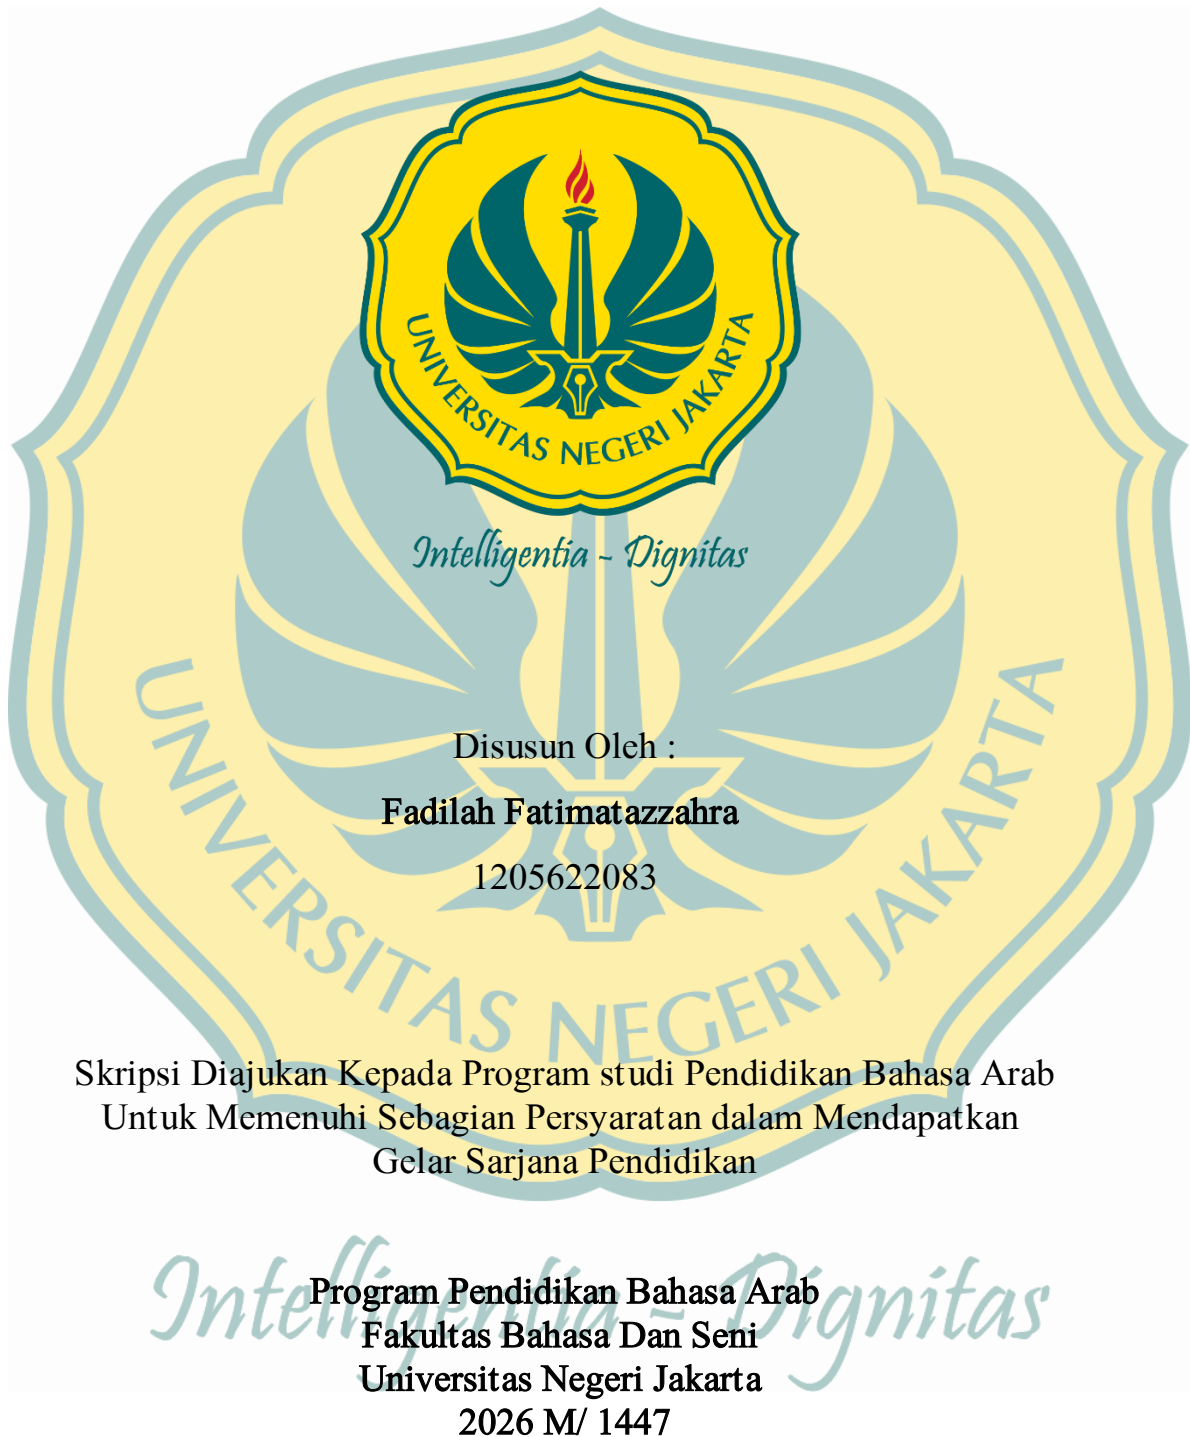 UNIVERSITAS NEGERI JAKARTA
Intelligentia - Dignitas
Disusun Oleh :
Fadilah Fatimatazzahra
1205622083
UNIVERSITAS NEGERI JAKARTA
Skripsi Diajukan Kepada Program studi Pendidikan Bahasa Arab
Untuk Memenuhi Sebagian Persyaratan dalam Mendapatkan
Gelar Sarjana Pendidikan
Intelligentia - Dignitas
Program Pendidikan Bahasa Arab
Fakultas Bahasa Dan Seni
Universitas Negeri Jakarta
2026 M/ 1447